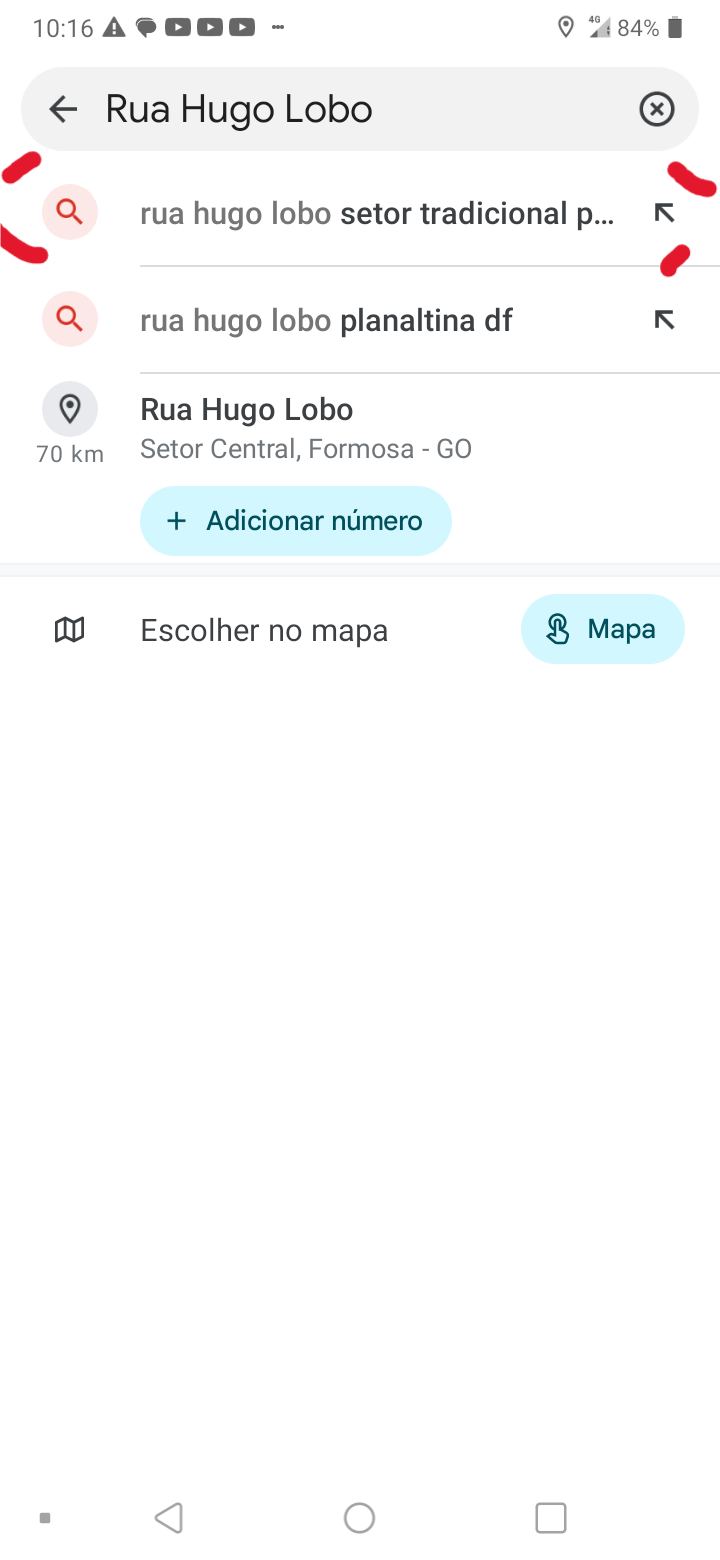 10:16 4G 84%
Rua Hugo Lobo
rua hugo lobo setor tradicional p...
rua hugo lobo planaltina df
Rua Hugo Lobo
70 km Setor Central, Formosa - GO
+ Adicionar número
Escolher no mapa Mapa